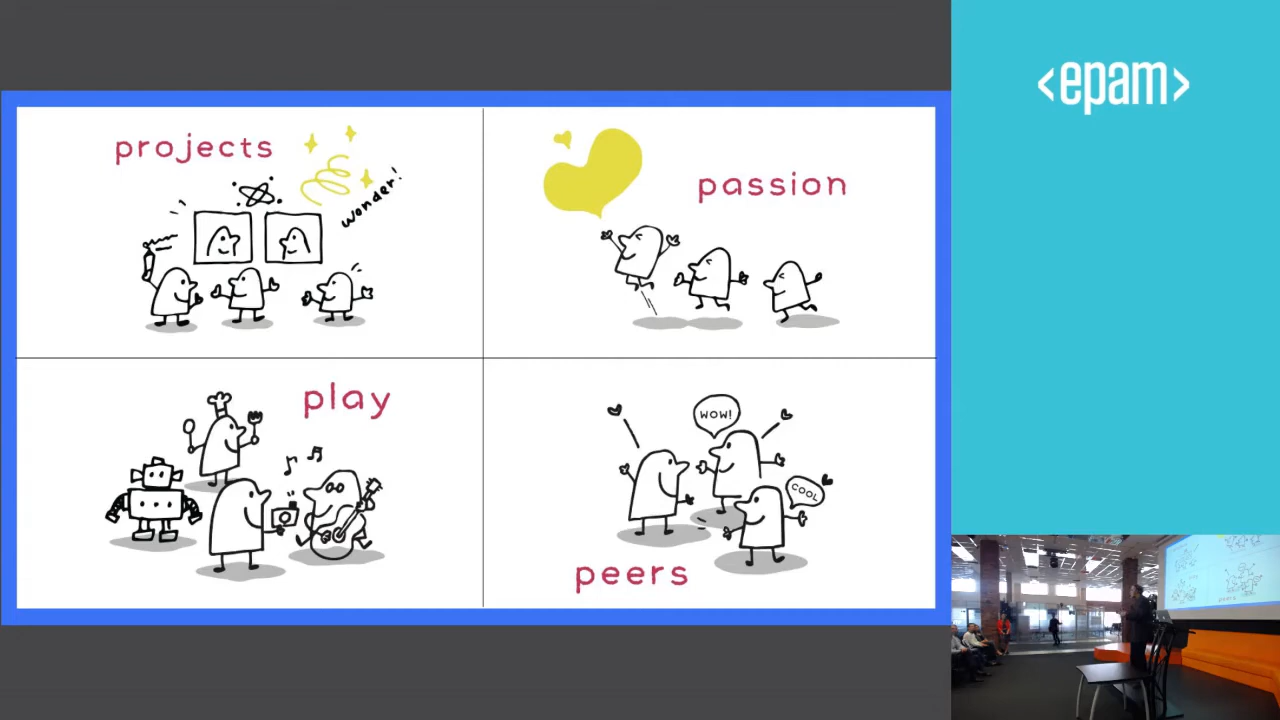 projects
wonder!
passion
play
WOW!
COOL
peers
<epam>